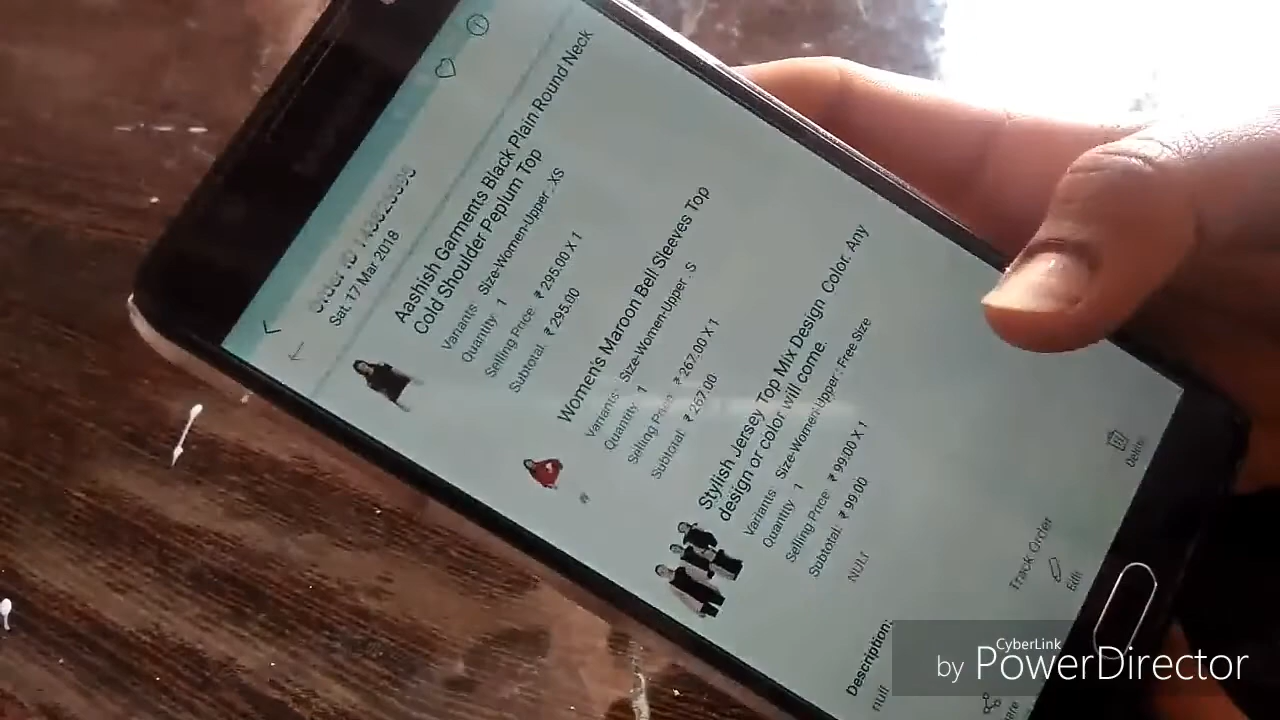 Order ID
Sat, 17 Mar 2018
Aashish Garments Black Plain Round Neck
Cold Shoulder Peplum Top
Variants: Size-Women-Upper : XS
Quantity: 1
Selling Price: ₹ 295.00 X 1
Subtotal: ₹ 295.00
Women's Maroon Bell Sleeves Top
Variants: Size-Women-Upper : S
Quantity: 1
Selling Price: ₹ 267.00 X 1
Subtotal: ₹ 267.00
Stylish Jersey Top Mix Design, Color: Any
design or color will come.
Variants: Size-Women-Upper : Free Size
Quantity: 1
Selling Price: ₹ 99.00 X 1
Subtotal: ₹ 99.00
Track Order
Description:
null
Edit
Delete
CyberLink
by PowerDirector